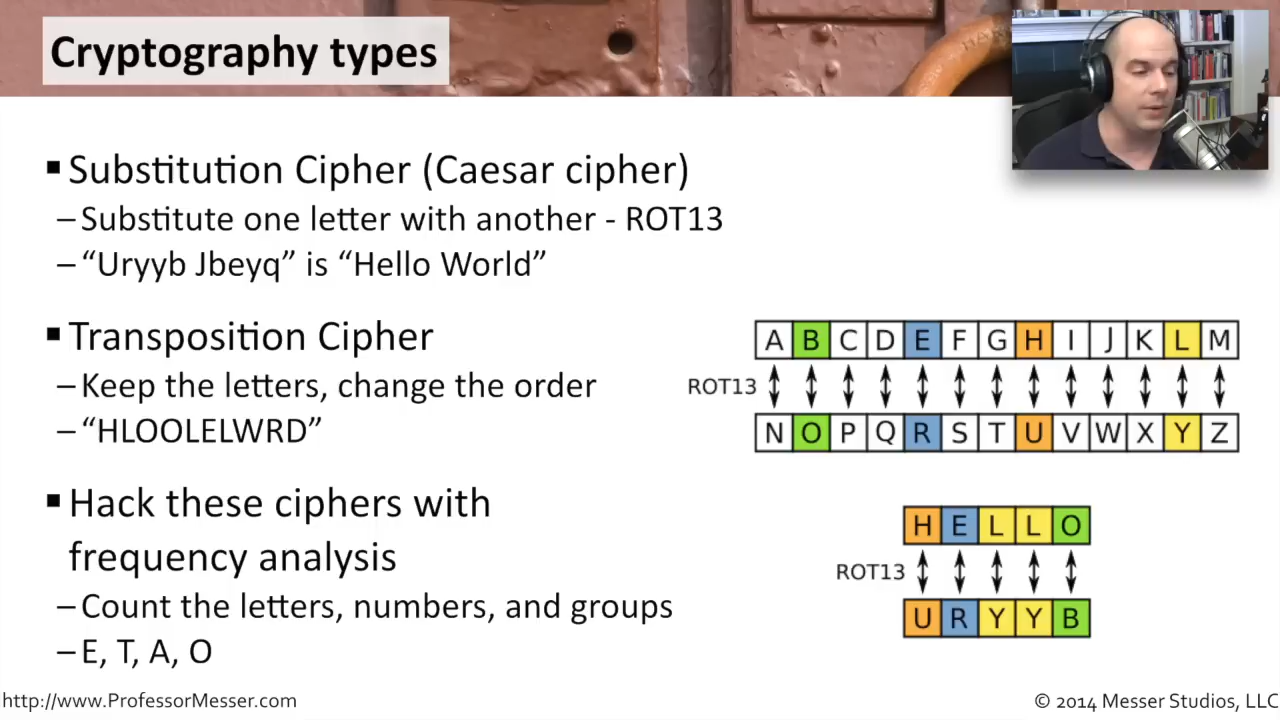 Cryptography types
▪ Substitution Cipher (Caesar cipher)
– Substitute one letter with another - ROT13
– “Uryyb Jbeyq” is “Hello World”
▪ Transposition Cipher
– Keep the letters, change the order
– “HLOOLELWRD”
▪ Hack these ciphers with
frequency analysis
– Count the letters, numbers, and groups
– E, T, A, O
A B C D E F G H I J K L M
ROT13
N O P Q R S T U V W X Y Z
H E L L O
ROT13
U R Y Y B
http://www.ProfessorMesser.com
© 2014 Messer Studios, LLC